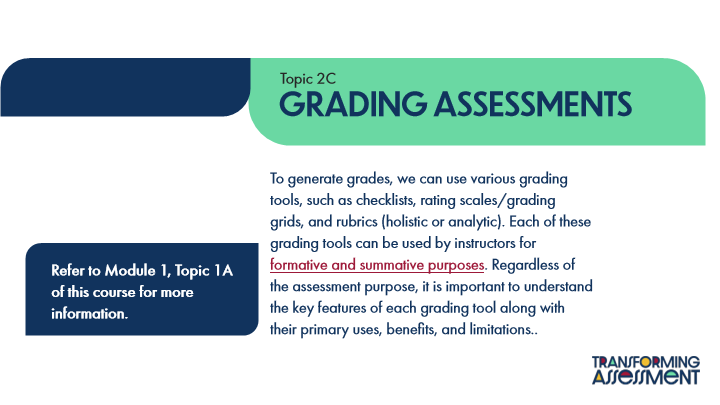 Topic 2C
GRADING ASSESSMENTS
To generate grades, we can use various grading
tools, such as checklists, rating scales/grading
grids, and rubrics (holistic or analytic). Each of these
grading tools can be used by instructors for
formative and summative purposes. Regardless of
the assessment purpose, it is important to understand
the key features of each grading tool along with
their primary uses, benefits, and limitations..
Refer to Module 1, Topic 1A
of this course for more
information.
TRANSFORMING
ASSESSMENT